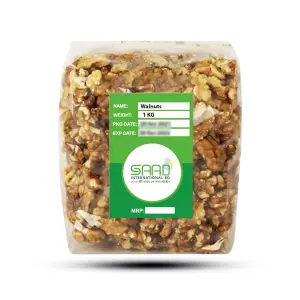 NAME: Walnuts
WEIGHT: 1 KG
PKG DATE:
EXP DATE:
SAAD
INTERNATIONAL BD
MRP: